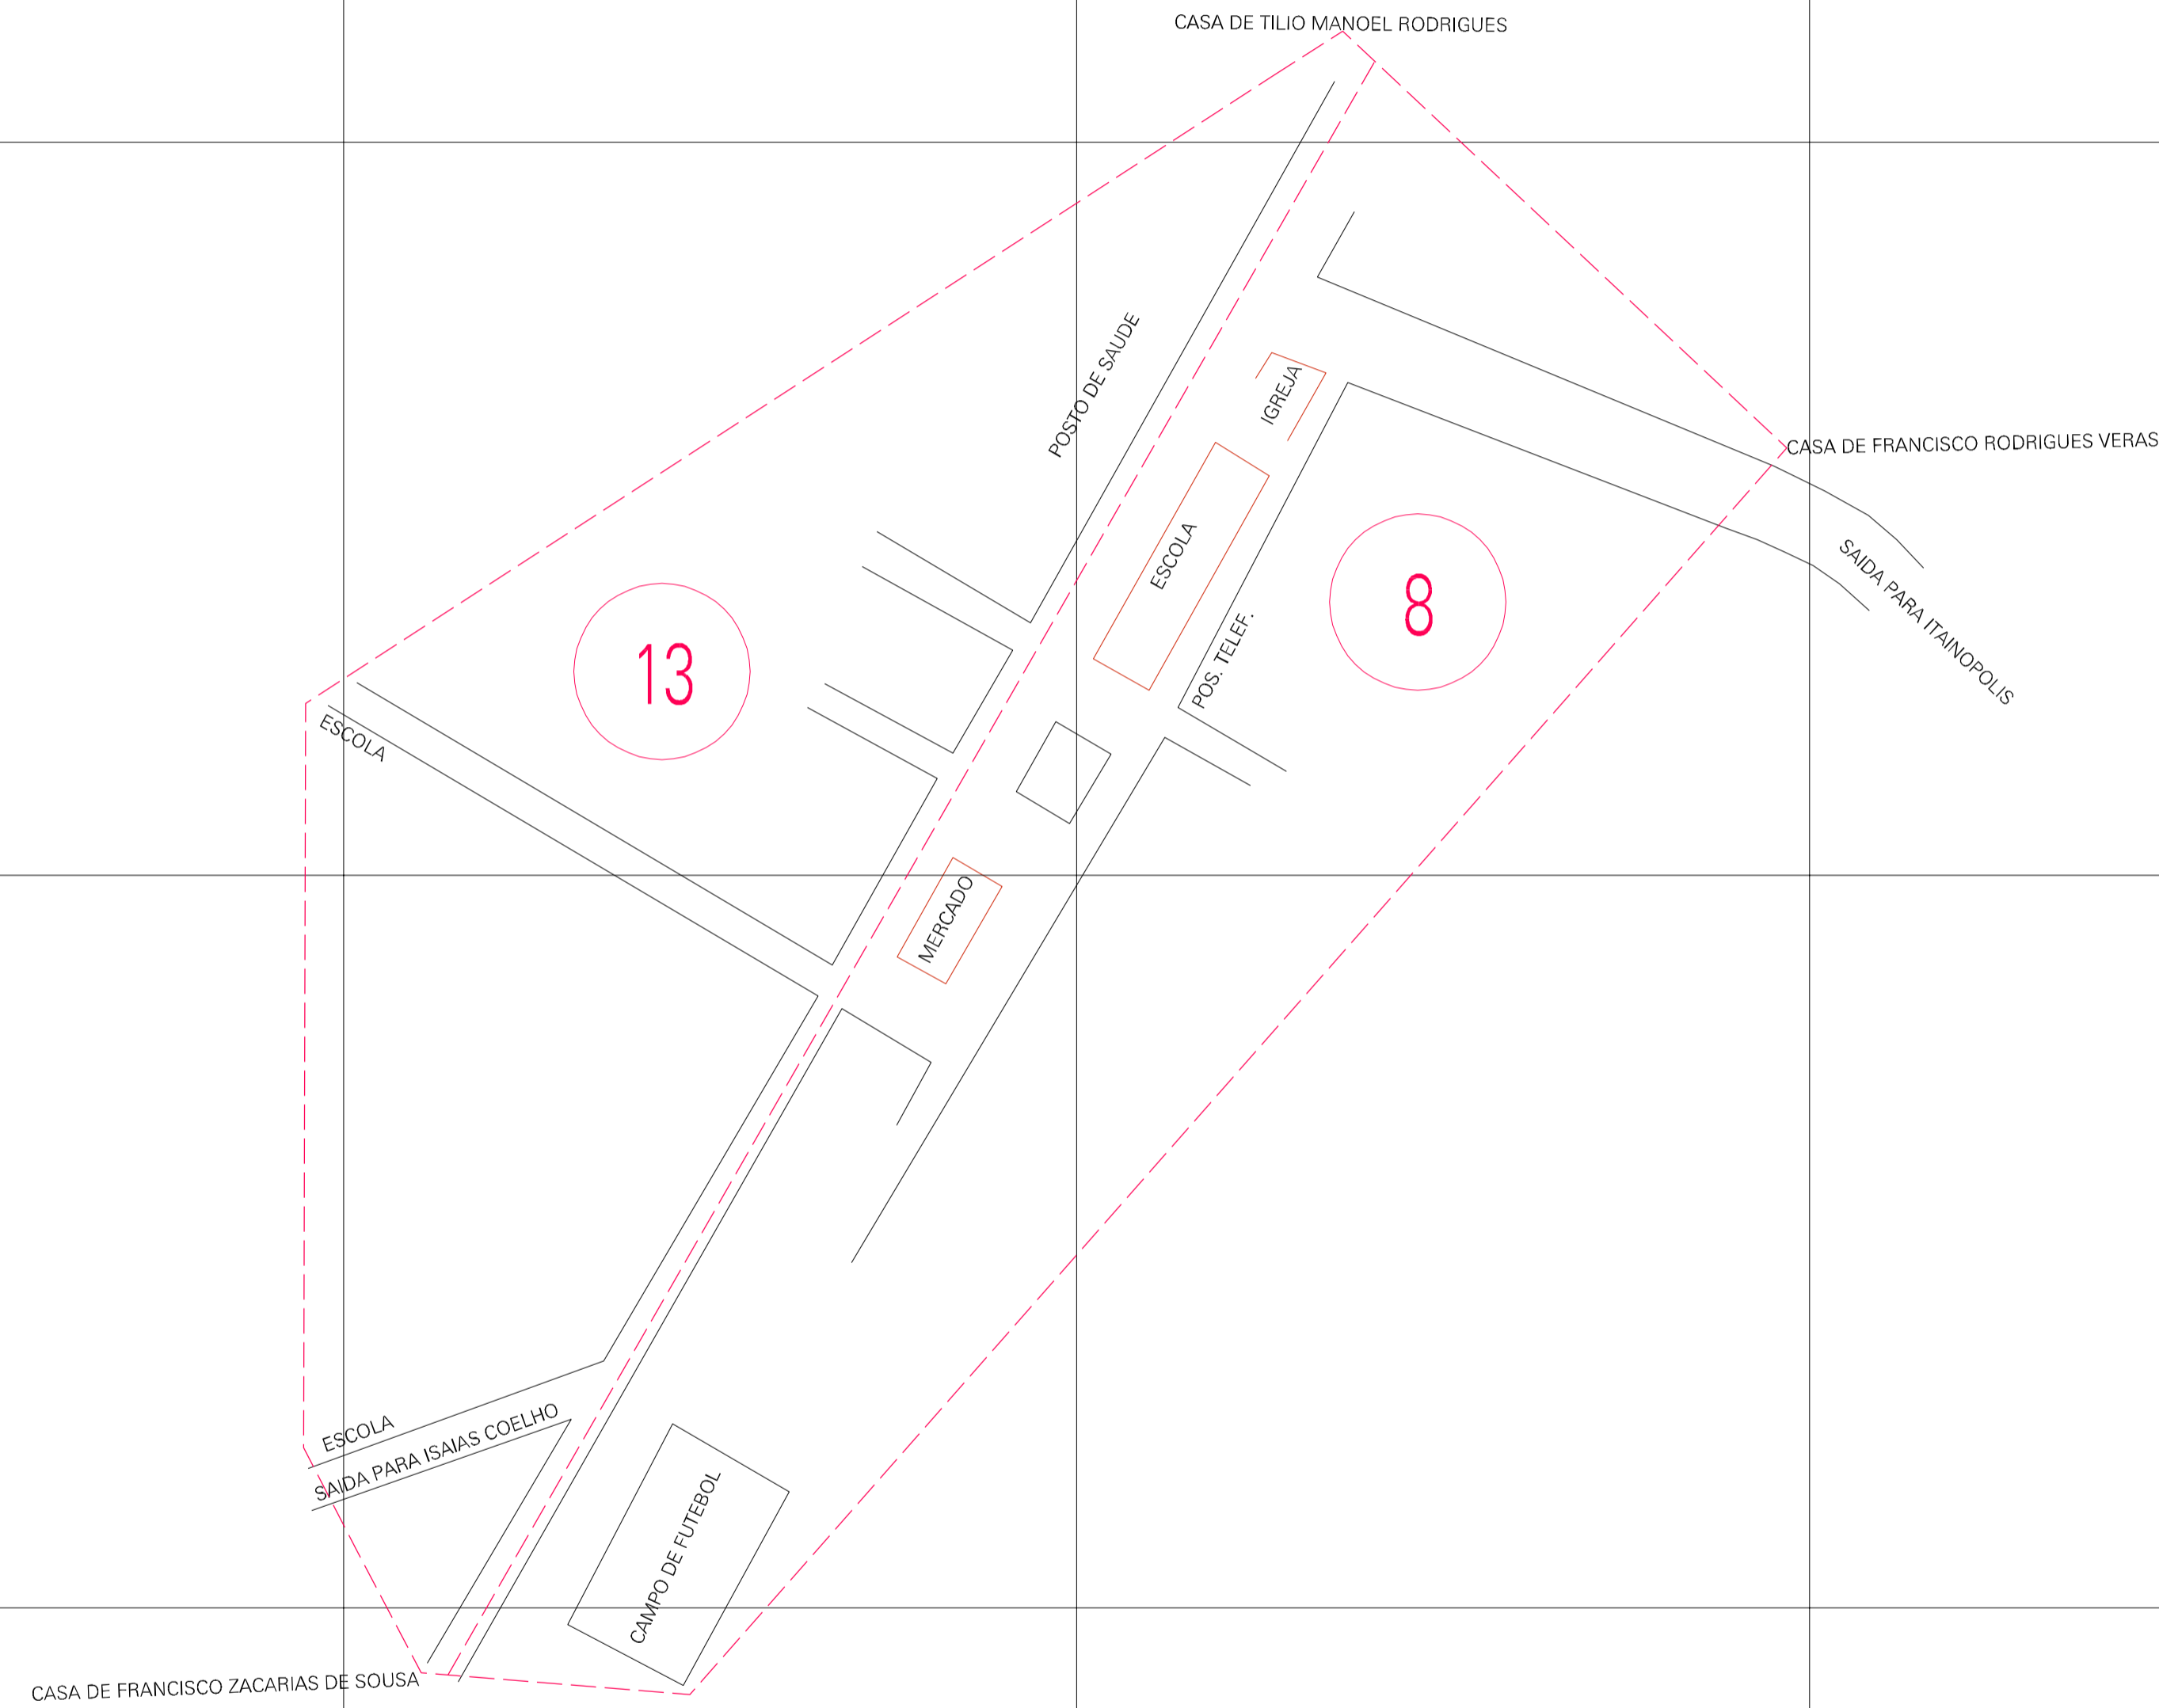 CASA DE TILIO MANOEL RODRIGUES
POSTO DE SAUDE
IGREJA
CASA DE FRANCISCO RODRIGUES VERAS
ESCOLA
8
SAIDA PARA ITAINOPOLIS
POS. TELEF.
13
ESCOLA
MERCADO
ESCOLA
SAIDA PARA ISAIAS COELHO
CAMPO DE FUTEBOL
CASA DE FRANCISCO ZACARIAS DE SOUSA